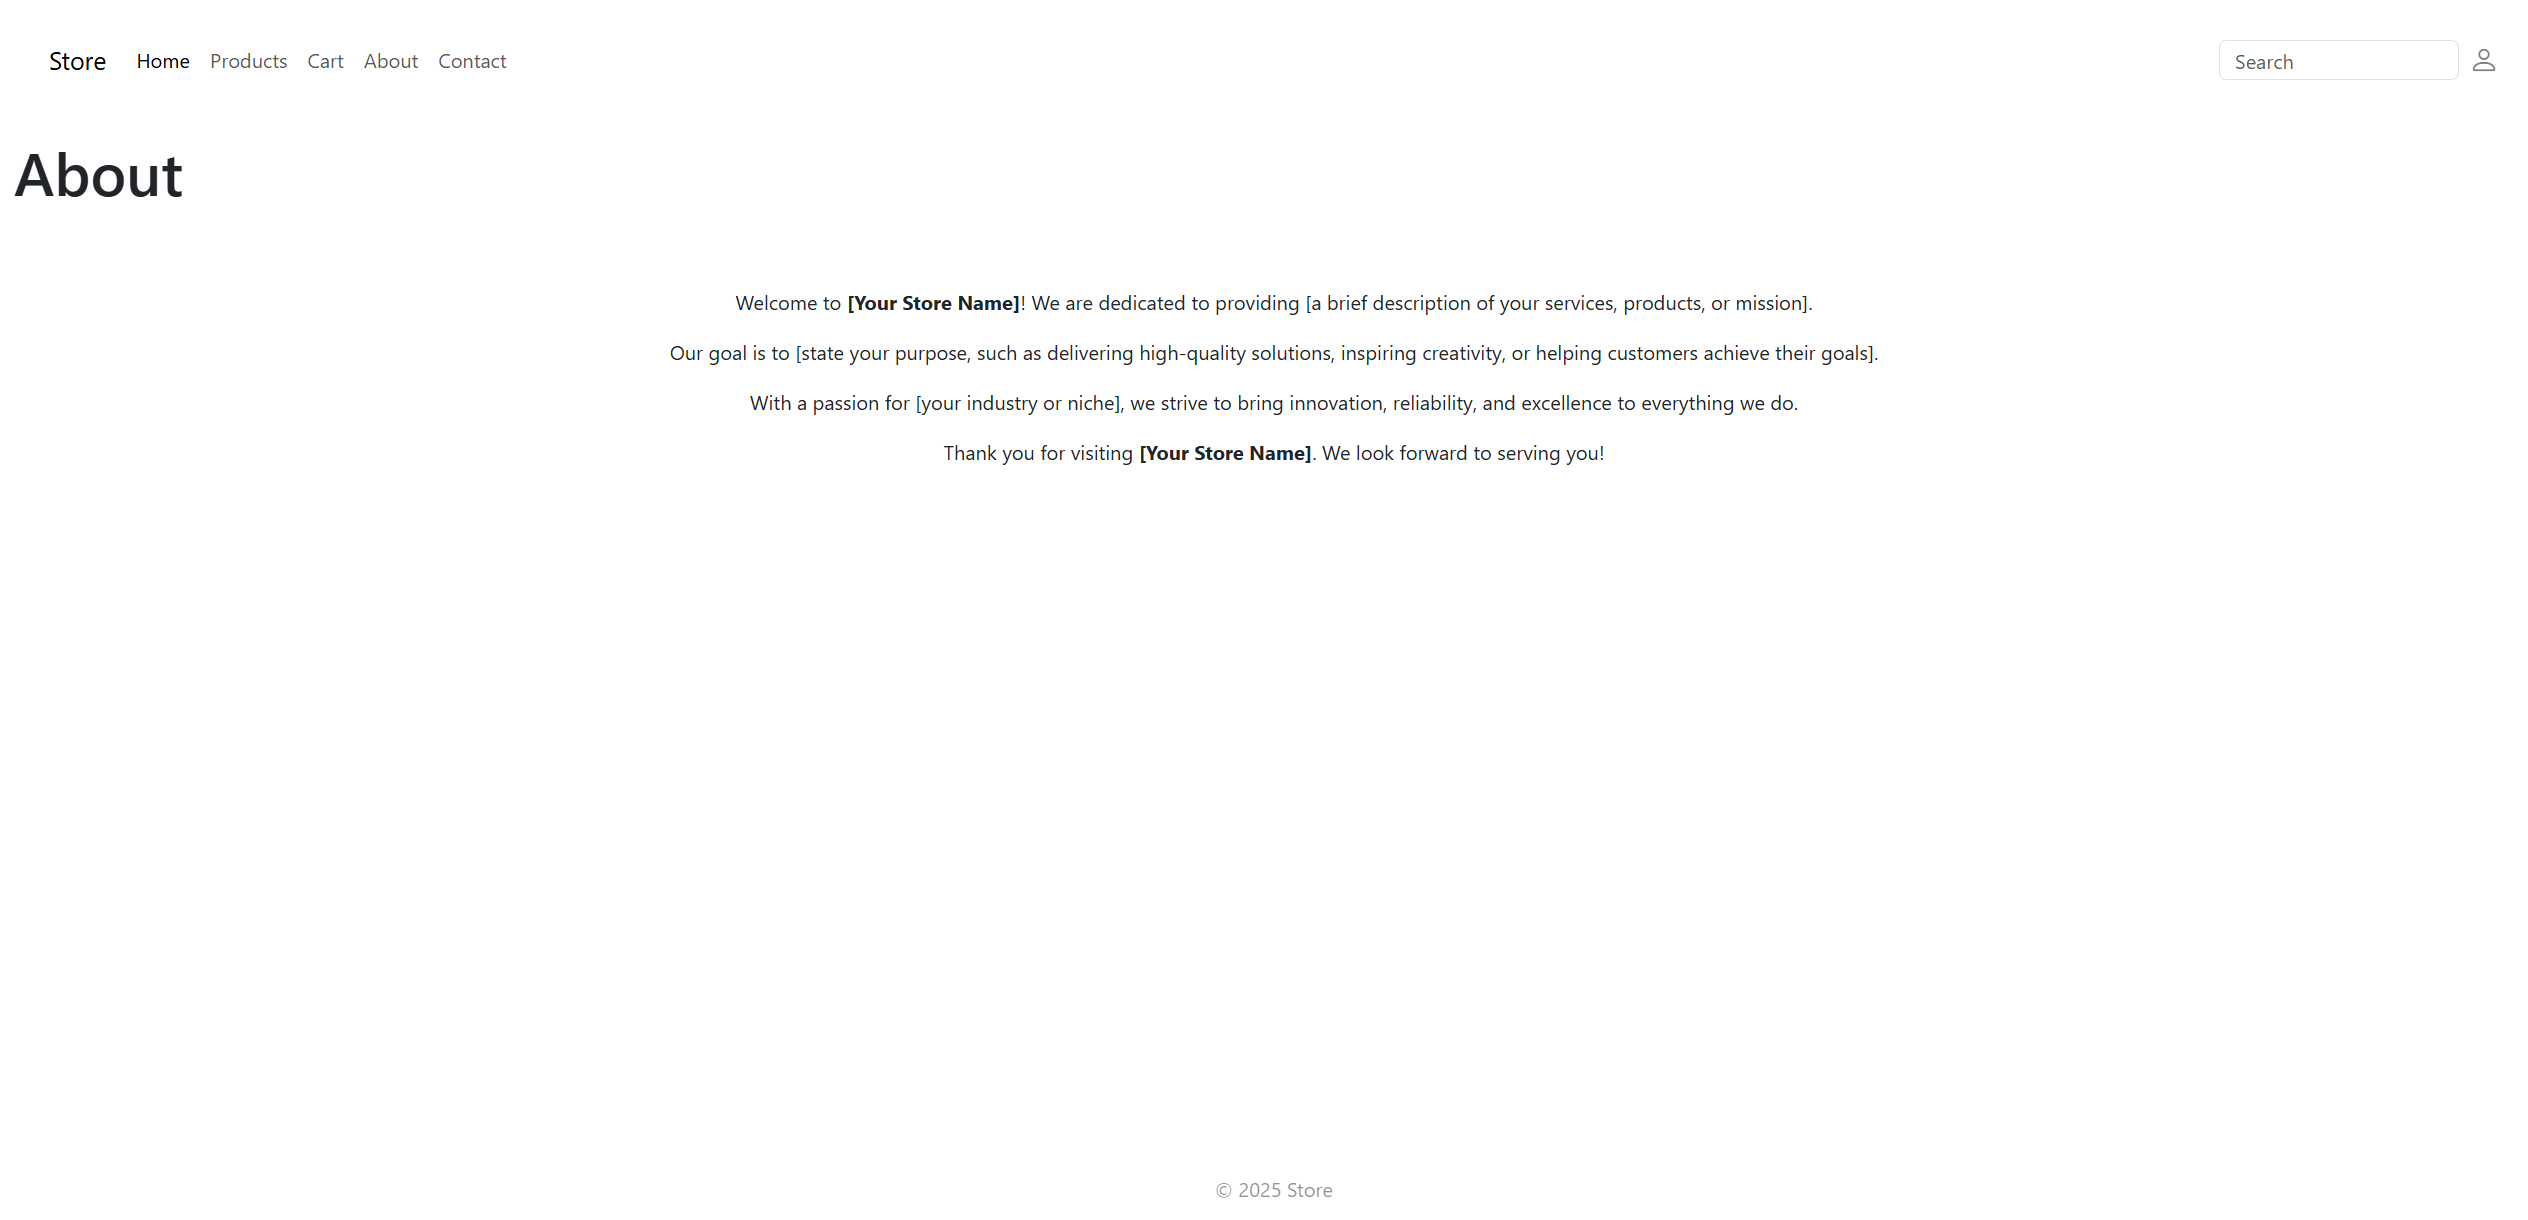 Store Home Products Cart About Contact Search
About
Welcome to [Your Store Name]! We are dedicated to providing [a brief description of your services, products, or mission].
Our goal is to [state your purpose, such as delivering high-quality solutions, inspiring creativity, or helping customers achieve their goals].
With a passion for [your industry or niche], we strive to bring innovation, reliability, and excellence to everything we do.
Thank you for visiting [Your Store Name]. We look forward to serving you!
© 2025 Store